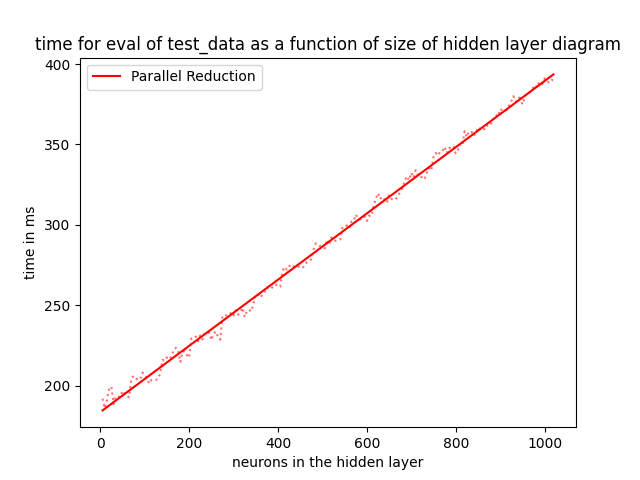 time for eval of test_data as a function of size of hidden layer diagram
Parallel Reduction
400
350
300
250
200
time in ms
0 200 400 600 800 1000
neurons in the hidden layer